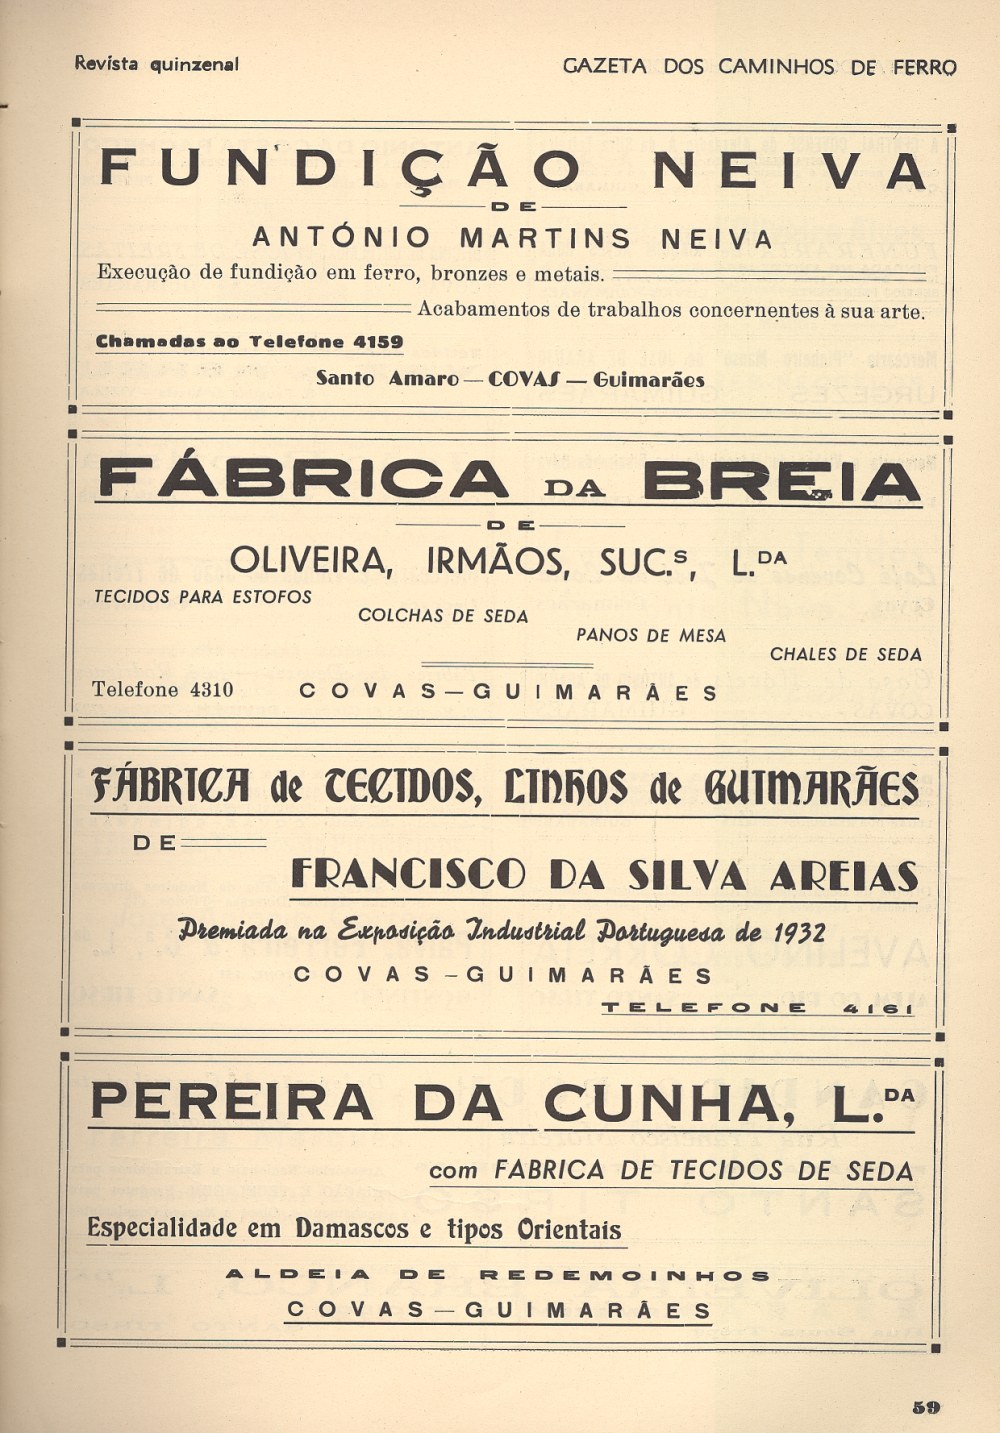 Revista quinzenal
GAZETA DOS CAMINHOS DE FERRO
FUNDIÇÃO NEIVA
DE
ANTÓNIO MARTINS NEIVA
Execução de fundição em ferro, bronzes e metais.
Acabamentos de trabalhos concernentes à sua arte.
Chamadas ao Telefone 4159
Santo Amaro — COVAS — Guimarães
FÁBRICA DA BREIA
DE
OLIVEIRA, IRMÃOS, SUC.S, L.DA
TECIDOS PARA ESTOFOS
COLCHAS DE SEDA
PANOS DE MESA
CHALES DE SEDA
Telefone 4310 COVAS — GUIMARÃES
FÁBRICA de TECIDOS, LINHOS de GUIMARÃES
DE
FRANCISCO DA SILVA AREIAS
Premiada na Exposição Industrial Portuguesa de 1932
COVAS - GUIMARÃES
TELEFONE 4161
PEREIRA DA CUNHA, L.DA
com FABRICA DE TECIDOS DE SEDA
Especialidade em Damascos e tipos Orientais
ALDEIA DE REDEMOINHOS
COVAS — GUIMARÃES
59